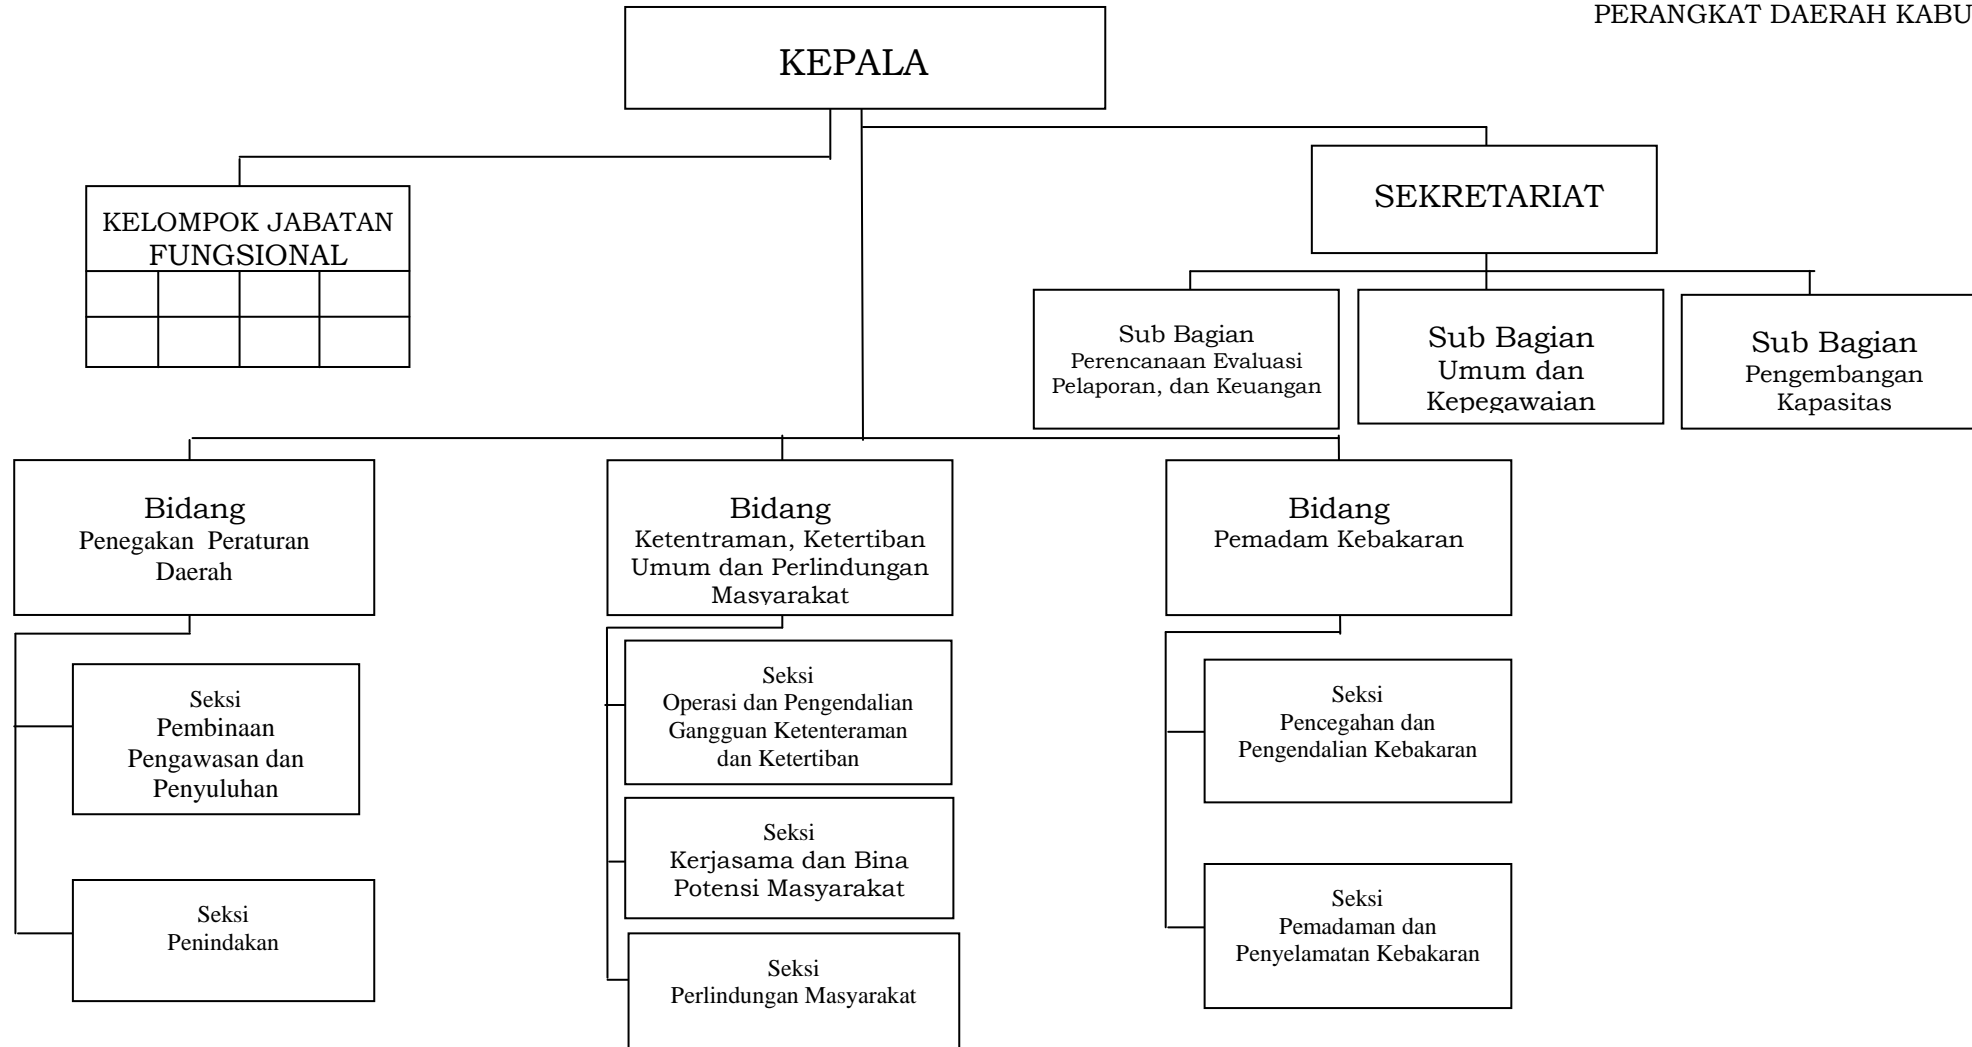 PERANGKAT DAERAH KABU
KEPALA
KELOMPOK JABATAN
FUNGSIONAL
SEKRETARIAT
Sub Bagian
Perencanaan Evaluasi
Pelaporan, dan Keuangan
Sub Bagian
Umum dan
Kepegawaian
Sub Bagian
Pengembangan
Kapasitas
Bidang
Penegakan Peraturan
Daerah
Bidang
Ketentraman, Ketertiban
Umum dan Perlindungan
Masyarakat
Bidang
Pemadam Kebakaran
Seksi
Pembinaan
Pengawasan dan
Penyuluhan
Seksi
Penindakan
Seksi
Operasi dan Pengendalian
Gangguan Ketenteraman
dan Ketertiban
Seksi
Kerjasama dan Bina
Potensi Masyarakat
Seksi
Perlindungan Masyarakat
Seksi
Pencegahan dan
Pengendalian Kebakaran
Seksi
Pemadaman dan
Penyelamatan Kebakaran